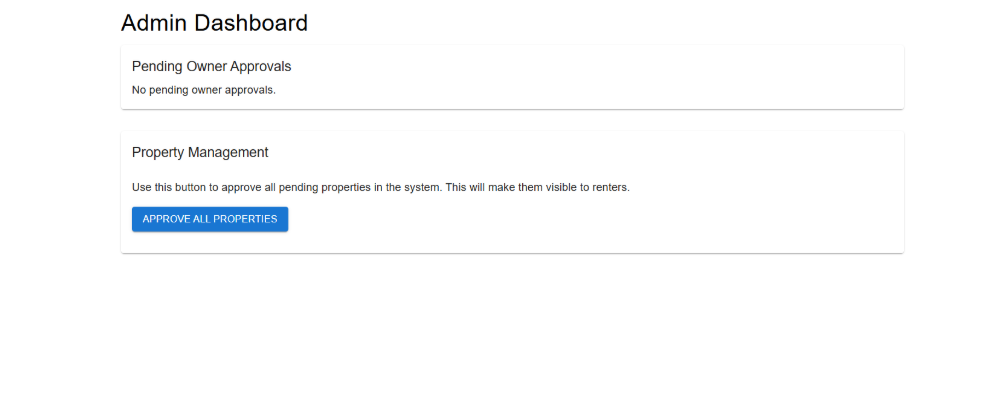 Admin Dashboard
Pending Owner Approvals
No pending owner approvals.
Property Management
Use this button to approve all pending properties in the system. This will make them visible to renters.
APPROVE ALL PROPERTIES